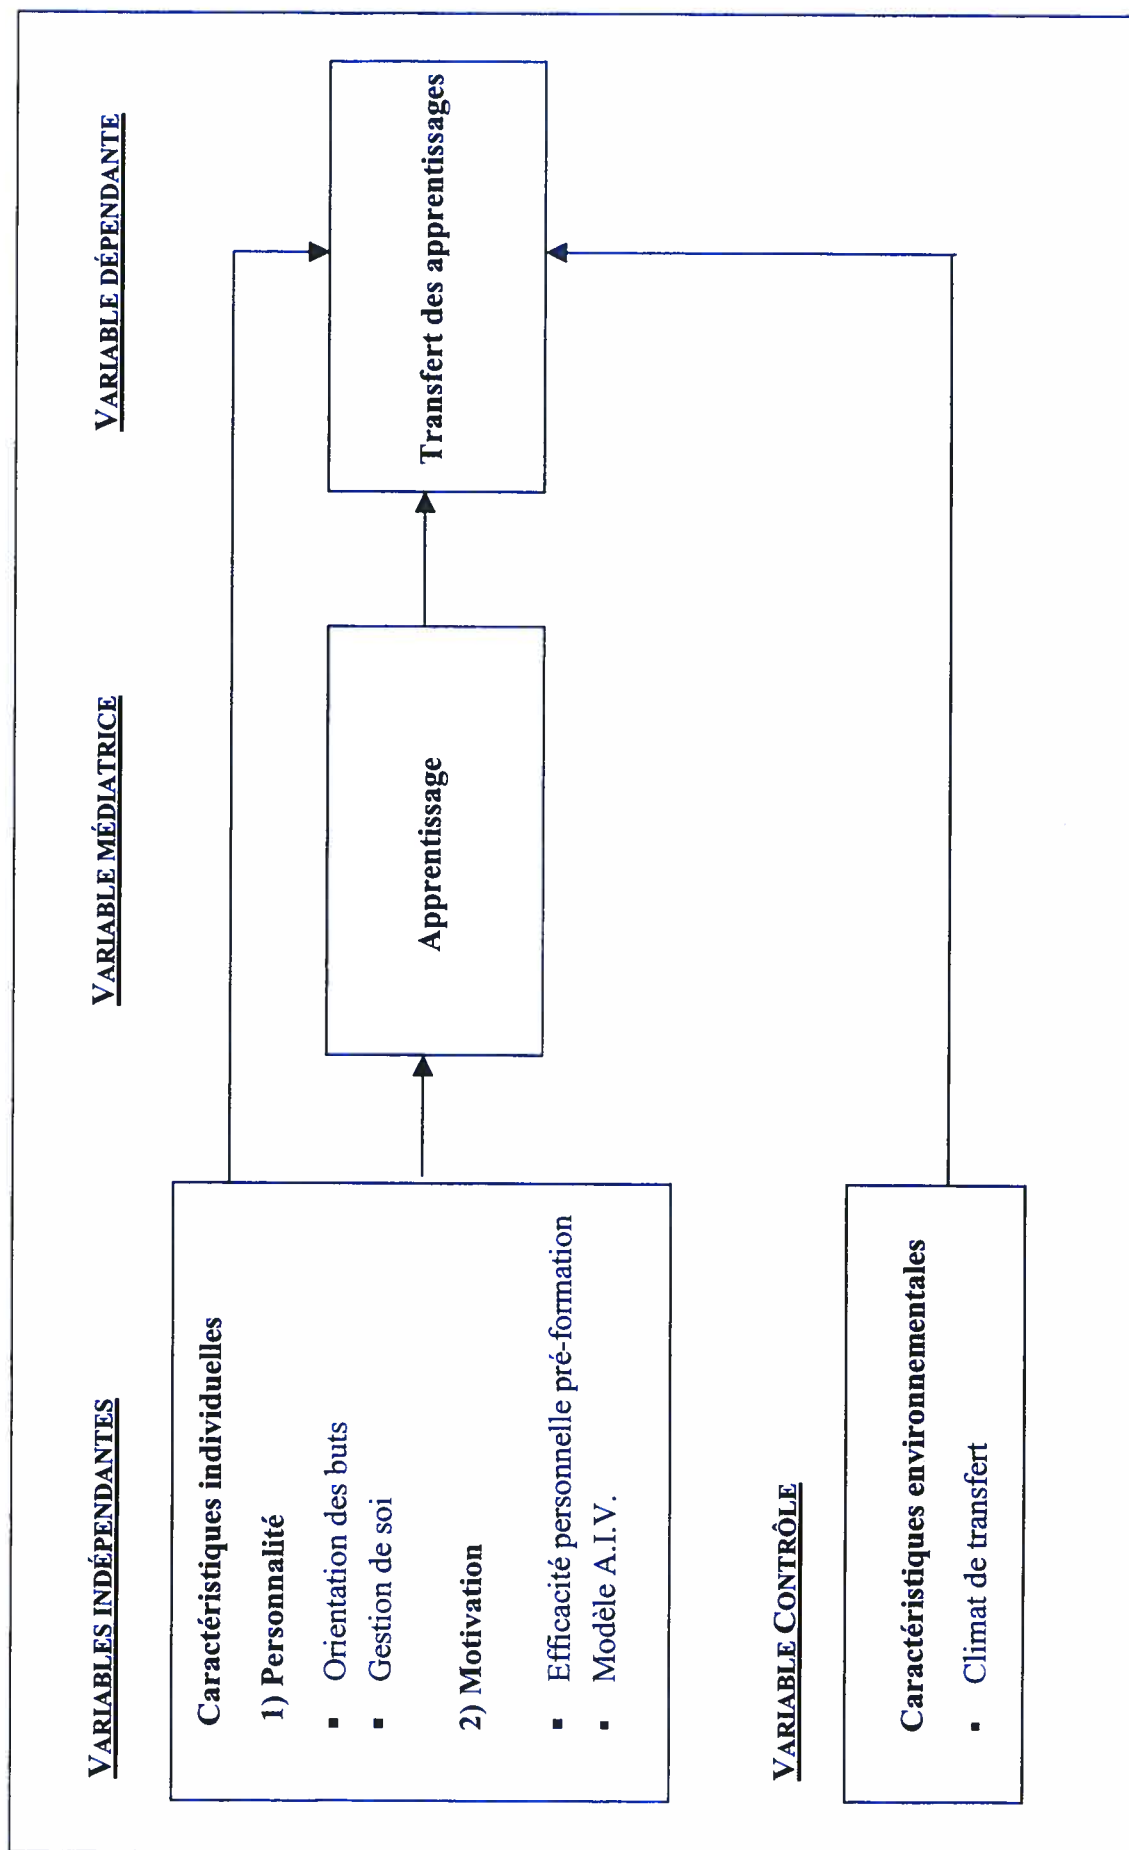 VARIABLES INDÉPENDANTES
VARIABLE MÉDIATRICE
VARIABLE DÉPENDANTE
Caractéristiques individuelles
1) Personnalité
▪ Orientation des buts
▪ Gestion de soi
2) Motivation
▪ Efficacité personnelle pré-formation
▪ Modèle A.I.V.
Apprentissage
Transfert des apprentissages
VARIABLE CONTRÔLE
Caractéristiques environnementales
▪ Climat de transfert